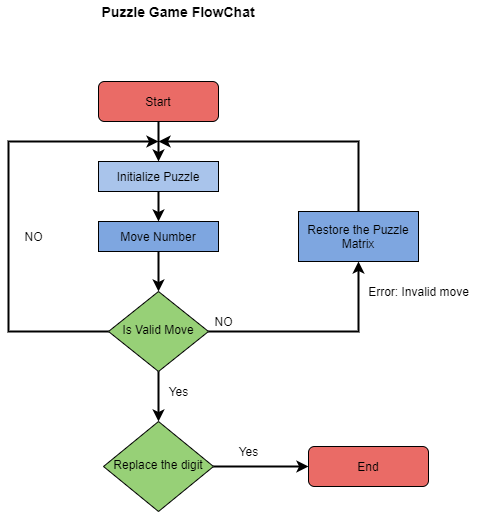 Puzzle Game FlowChat
Start
Initialize Puzzle
NO
Move Number
Restore the Puzzle
Matrix
Error: Invalid move
Is Valid Move
NO
Yes
Replace the digit
Yes
End